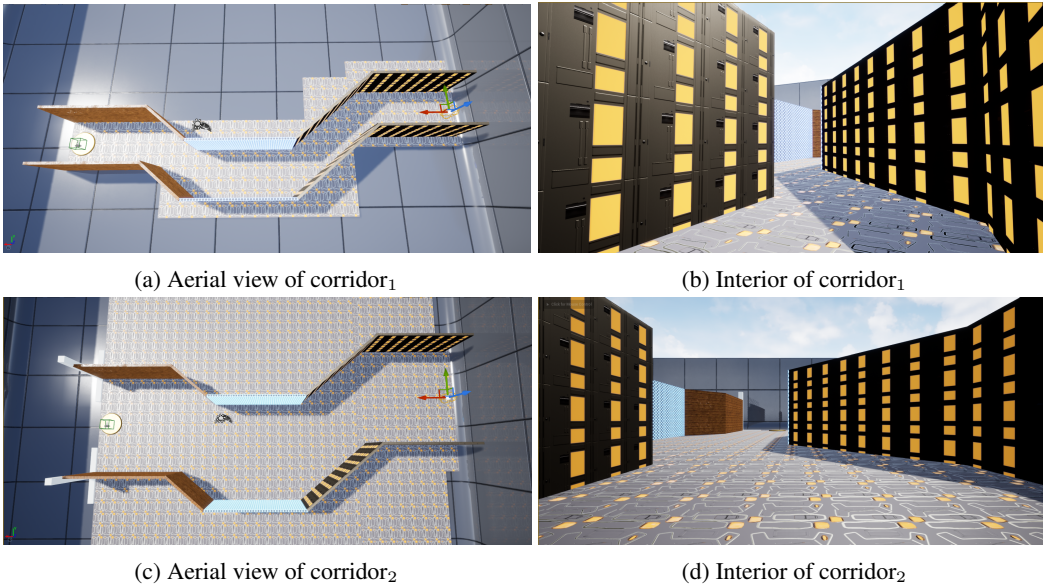 (a) Aerial view of corridor₁
(b) Interior of corridor₁
(c) Aerial view of corridor₂
(d) Interior of corridor₂